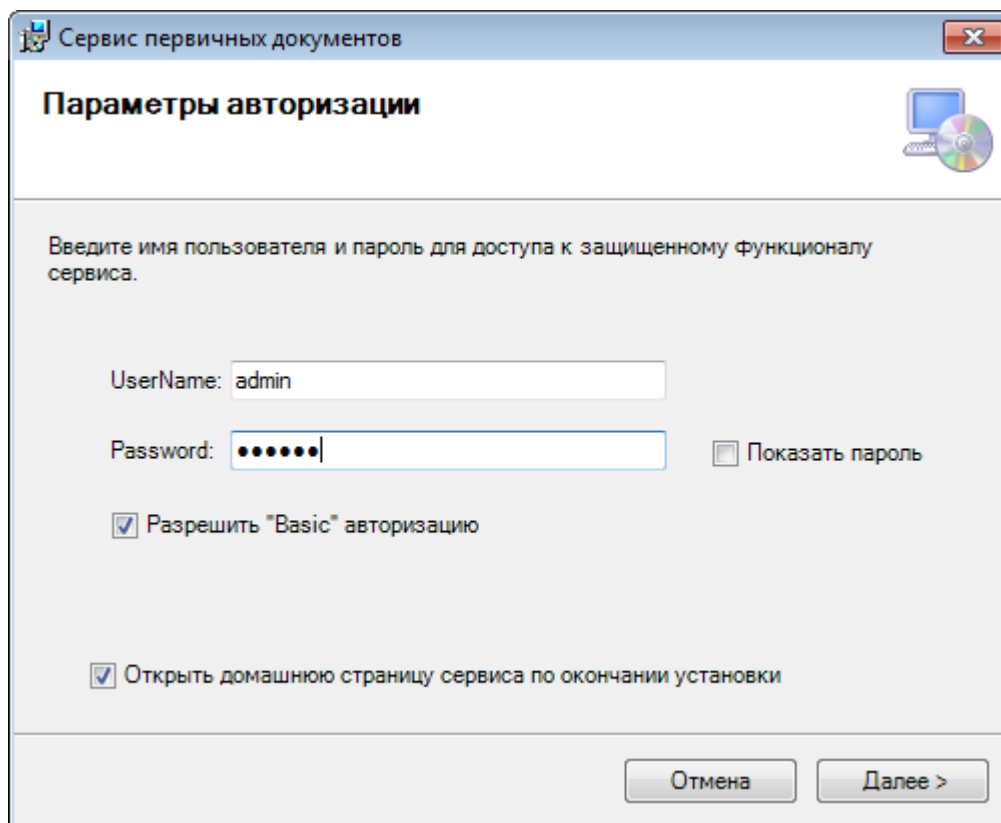 Сервис первичных документов
Параметры авторизации
Введите имя пользователя и пароль для доступа к защищенному функционалу
сервиса.
UserName: admin
Password: ●●●●●● Показать пароль
Разрешить "Basic" авторизацию
Открыть домашнюю страницу сервиса по окончании установки
Отмена Далее >